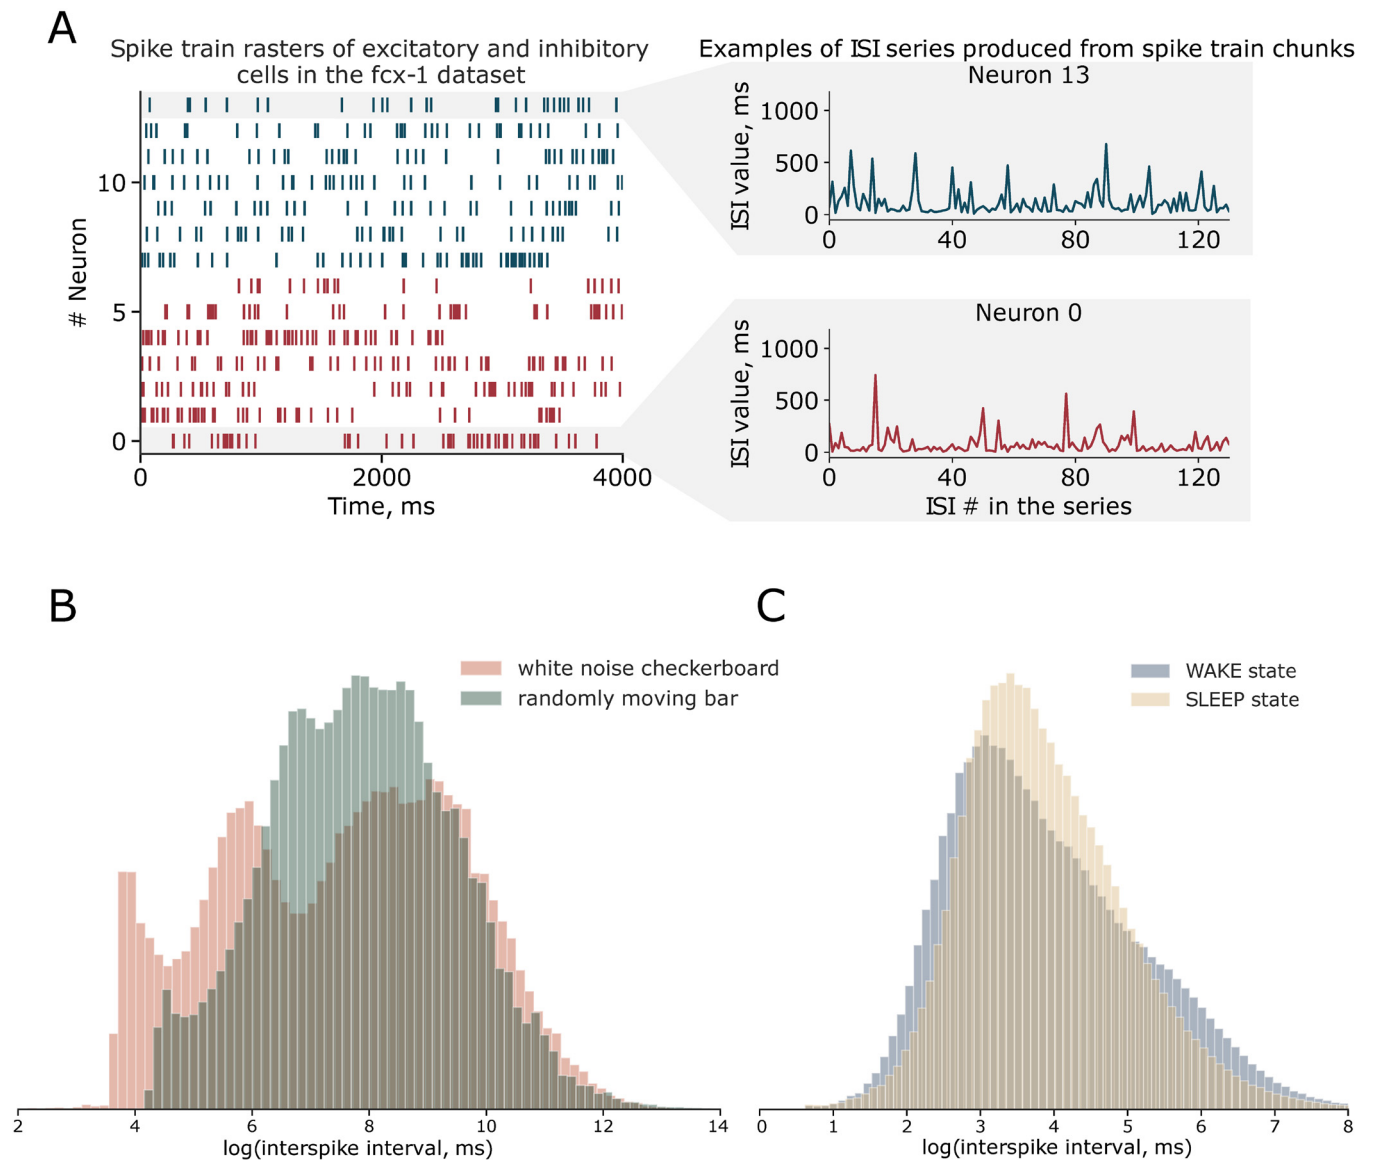 A
Spike train rasters of excitatory and inhibitory
cells in the fcx-1 dataset
# Neuron
10
5
0
0
2000
4000
Time, ms
Examples of ISI series produced from spike train chunks
Neuron 13
ISI value, ms
1000
500
0
0
40
80
120
Neuron 0
ISI value, ms
1000
500
0
0
40
80
120
ISI # in the series
B
white noise checkerboard
randomly moving bar
2
4
6
8
10
12
14
log(interspike interval, ms)
C
WAKE state
SLEEP state
0
1
2
3
4
5
6
7
8
log(interspike interval, ms)